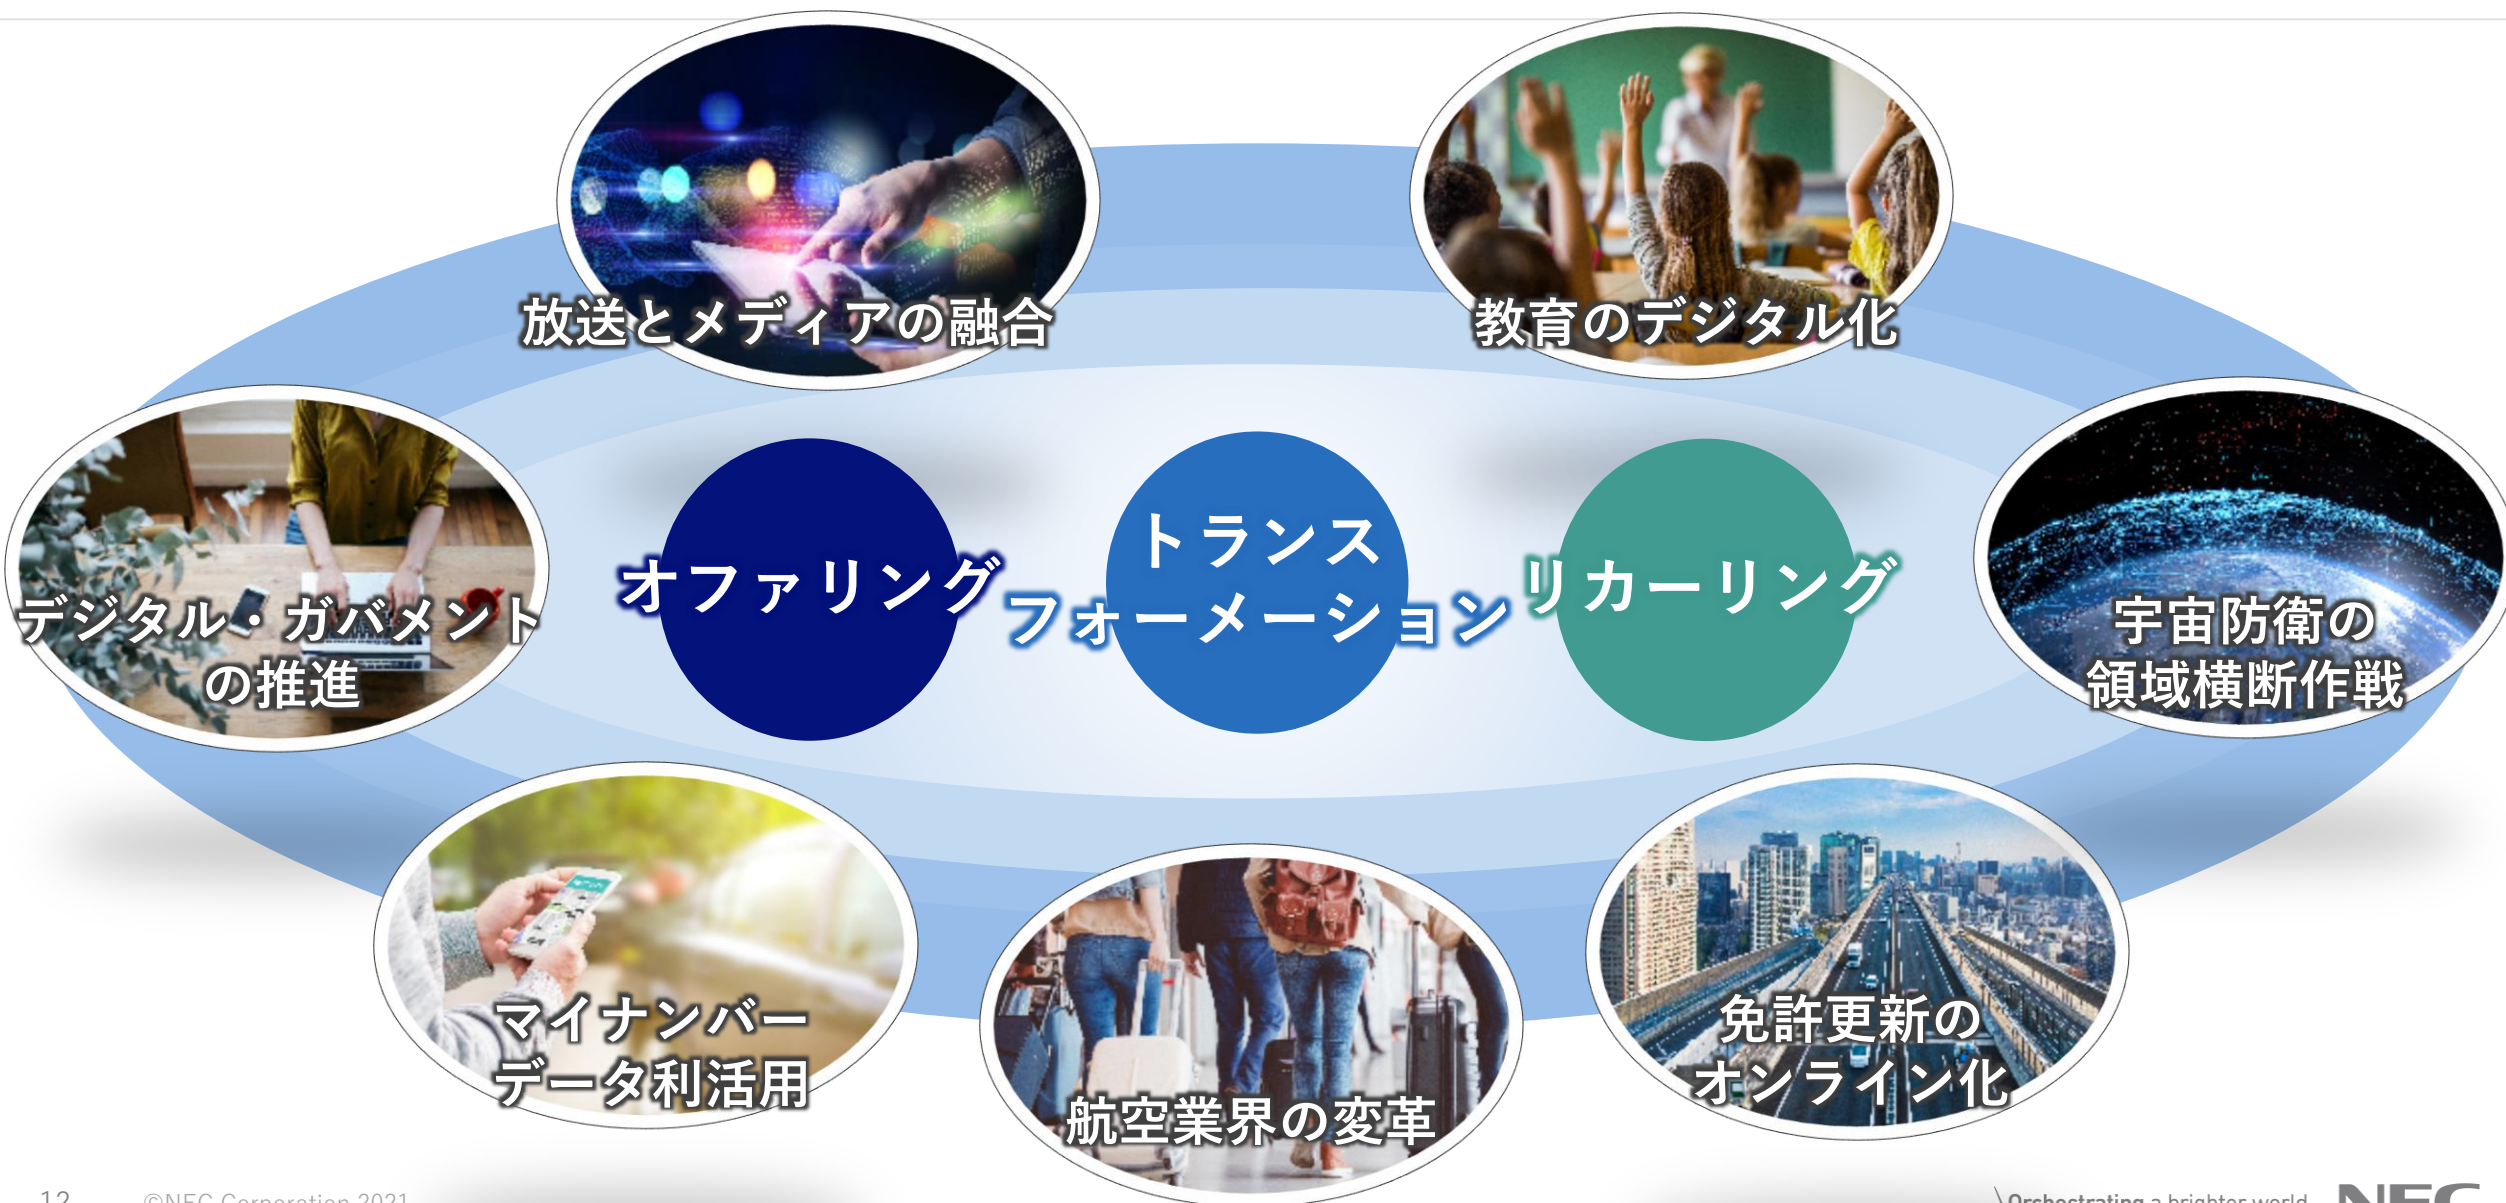 放送とメディアの融合
教育のデジタル化
デジタル・ガバメント
の推進
オファリング
トランス
フォーメーション
リカーリング
宇宙防衛の
領域横断作戦
マイナンバー
データ利活用
航空業界の変革
免許更新の
オンライン化
12
©NEC Corporation 2021
\Orchestrating a brighter world
NEC